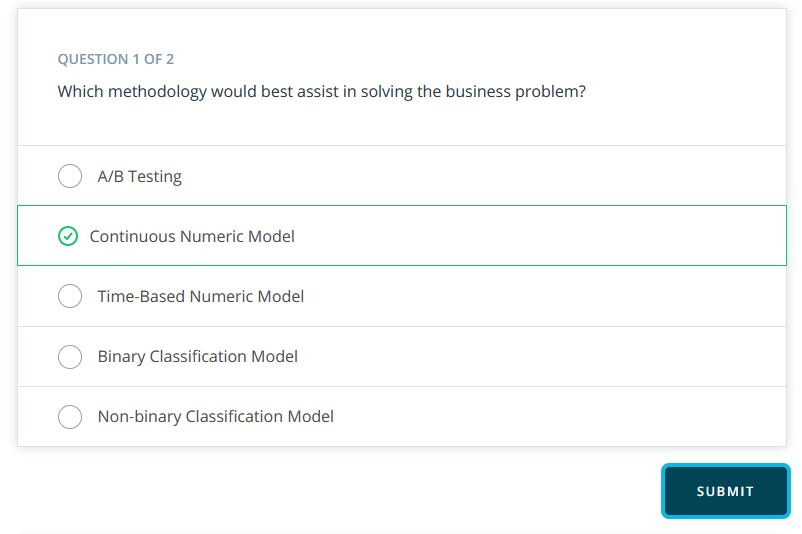 QUESTION 1 OF 2
Which methodology would best assist in solving the business problem?
A/B Testing
Continuous Numeric Model
Time-Based Numeric Model
Binary Classification Model
Non-binary Classification Model
SUBMIT